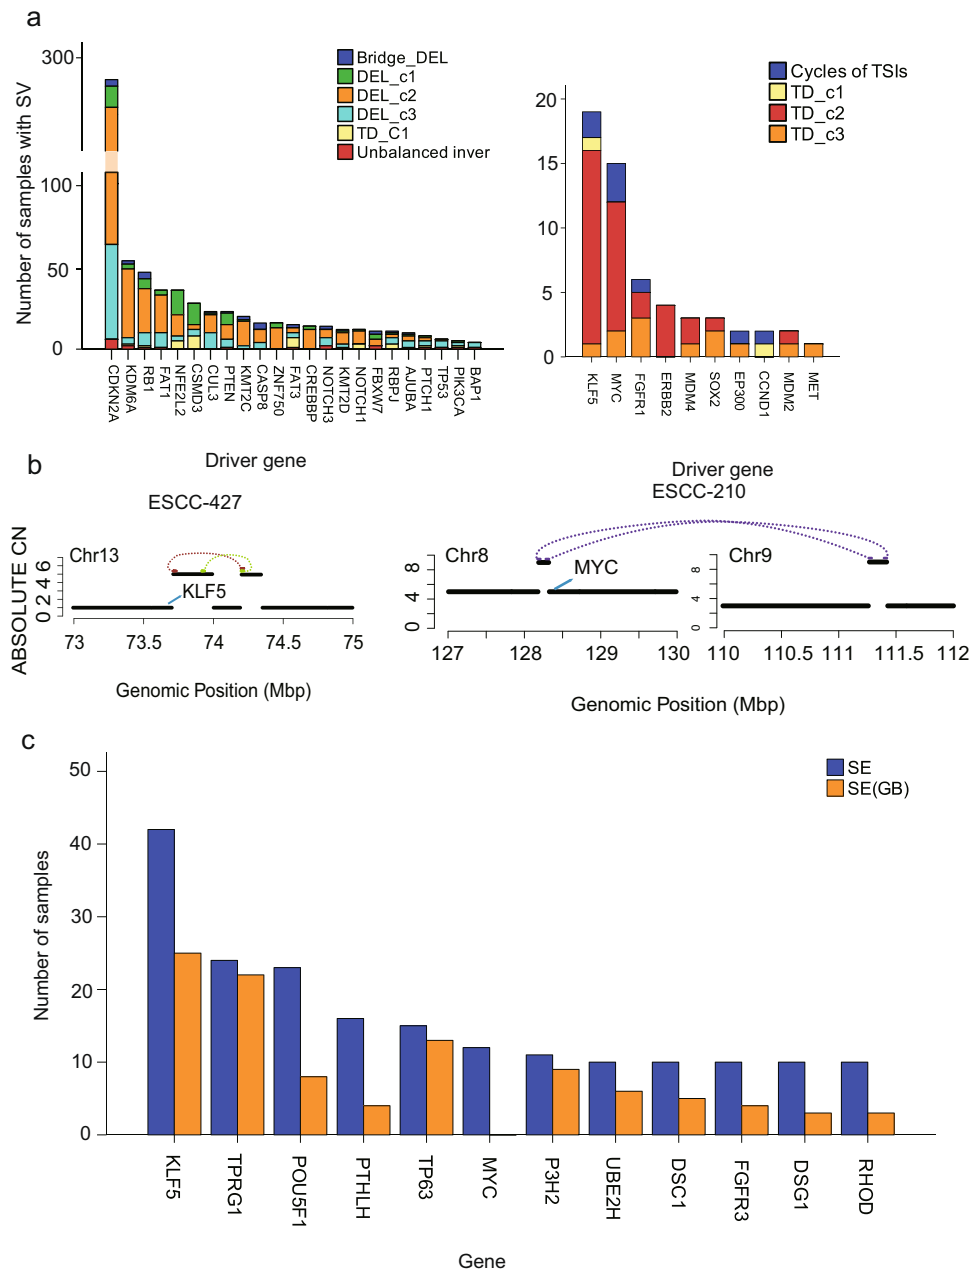 a
Number of samples with SV
300
100
50
0
Bridge_DEL
DEL_c1
DEL_c2
DEL_c3
TD_C1
Unbalanced inver
CDKN2A
KDM6A
RB1
FAT1
NFE2L2
CSMD3
CUL3
PTEN
KMT2C
CASP8
ZNF750
FAT3
CREBBP
NOTCH3
KMT2D
NOTCH1
FBXW7
RBPJ
AJUBA
PTCH1
TP53
PIK3CA
BAP1
Driver gene
20
15
10
5
0
Cycles of TSIs
TD_c1
TD_c2
TD_c3
KLF5
MYC
FGFR1
ERBB2
MDM4
SOX2
EP300
CCND1
MDM2
MET
Driver gene
b
ESCC-427
ABSOLUTE CN
0 2 4 6
Chr13
KLF5
73 73.5 74 74.5 75
Genomic Position (Mbp)
ESCC-210
0 4 8
Chr8
MYC
127 128 129 130
0 4 8
Chr9
110 110.5 111 111.5 112
Genomic Position (Mbp)
c
Number of samples
50
40
30
20
10
0
SE
SE(GB)
KLF5
TPRG1
POU5F1
PTHLH
TP63
MYC
P3H2
UBE2H
DSC1
FGFR3
DSG1
RHOD
Gene